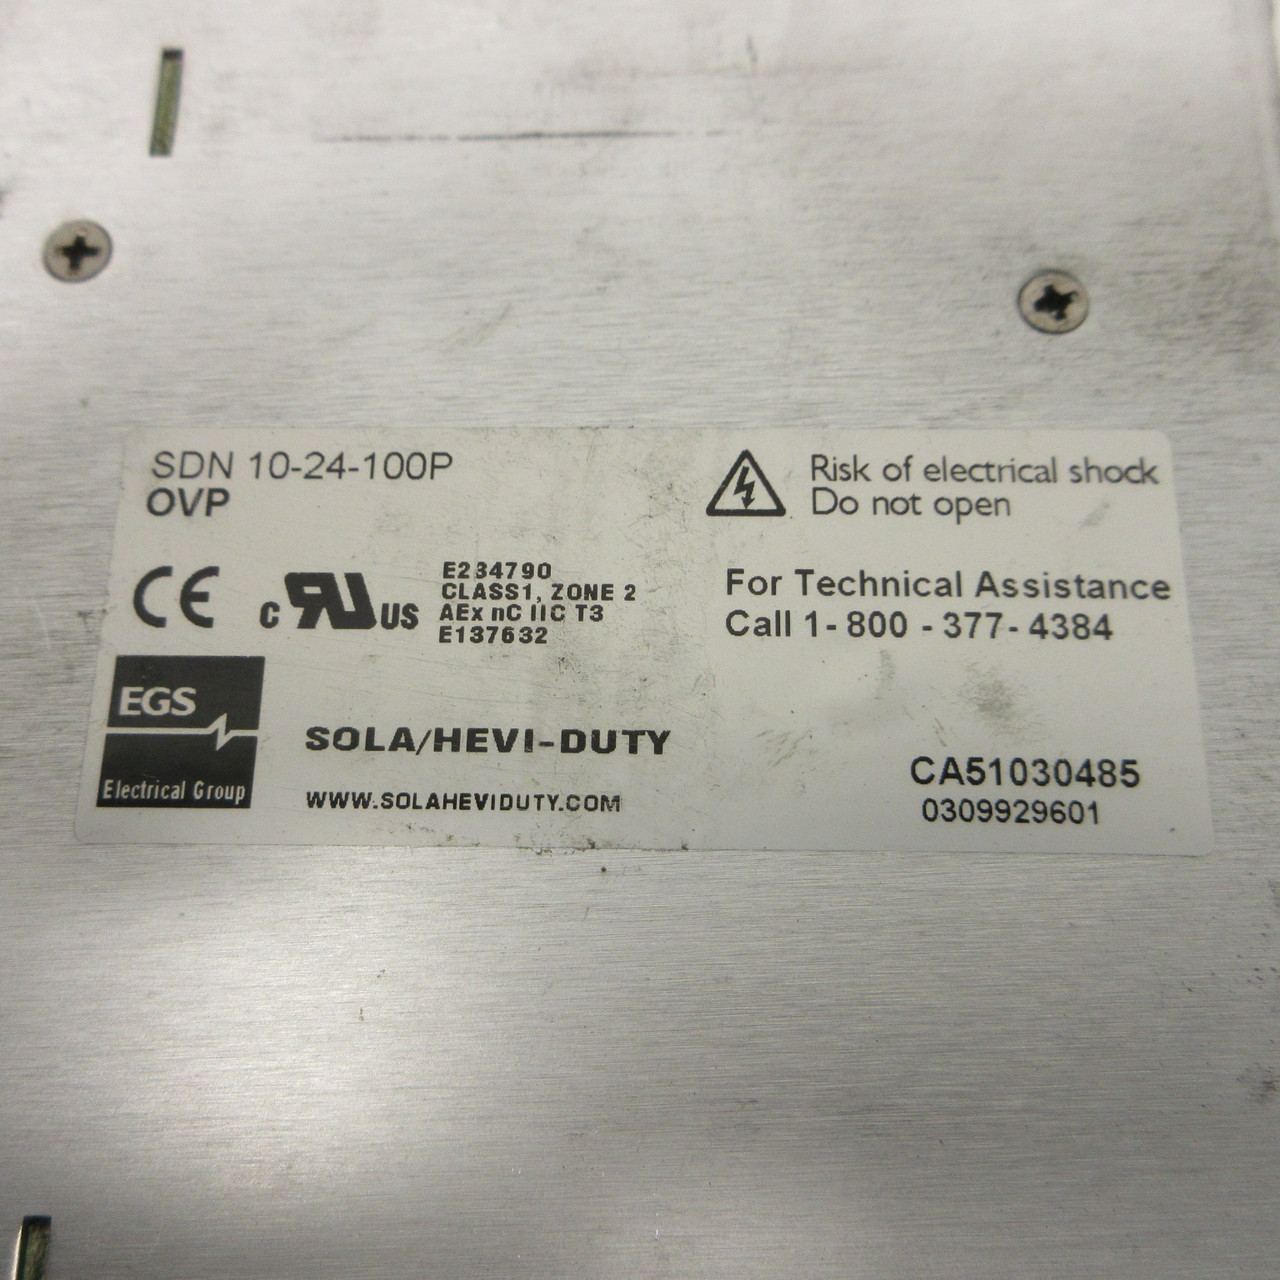 SDN 10-24-100P
OVP
Risk of electrical shock
Do not open
CE
c RU US
E234790
CLASS1, ZONE 2
AEx nC IIC T3
E137632
For Technical Assistance
Call 1- 800 - 377- 4384
EGS
Electrical Group
SOLA/HEVI-DUTY
WWW.SOLAHEVIDUTY.COM
CA51030485
0309929601